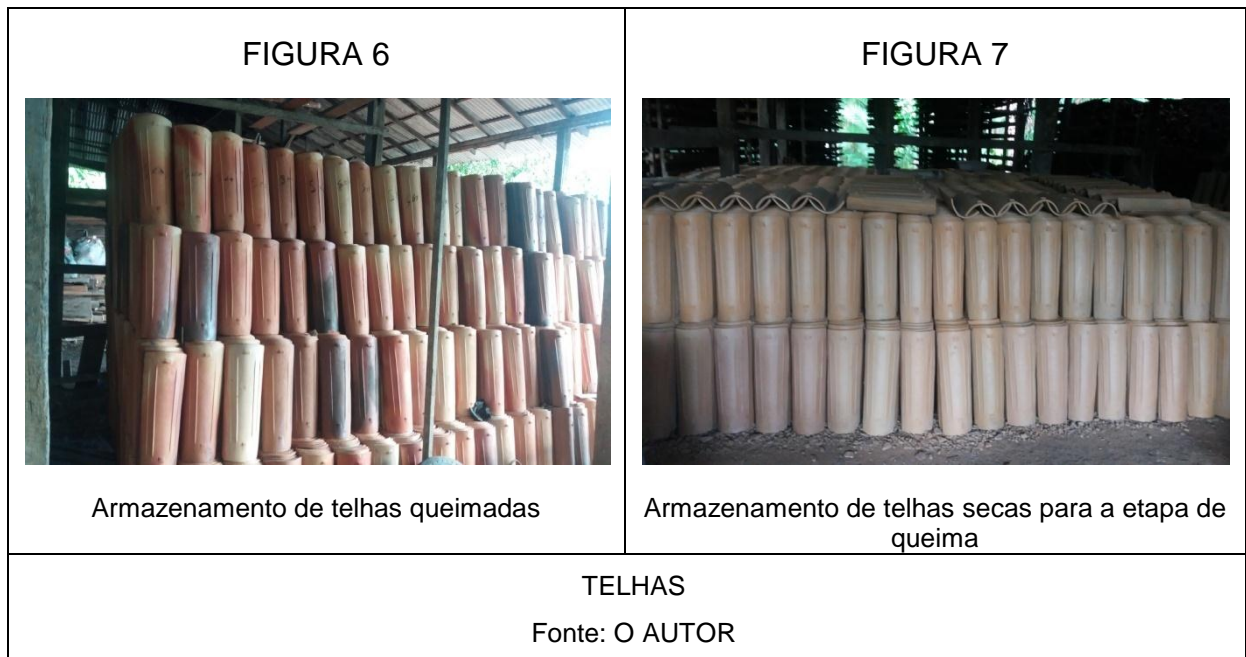 FIGURA 6
FIGURA 7
Armazenamento de telhas queimadas
Armazenamento de telhas secas para a etapa de
queima
TELHAS
Fonte: O AUTOR